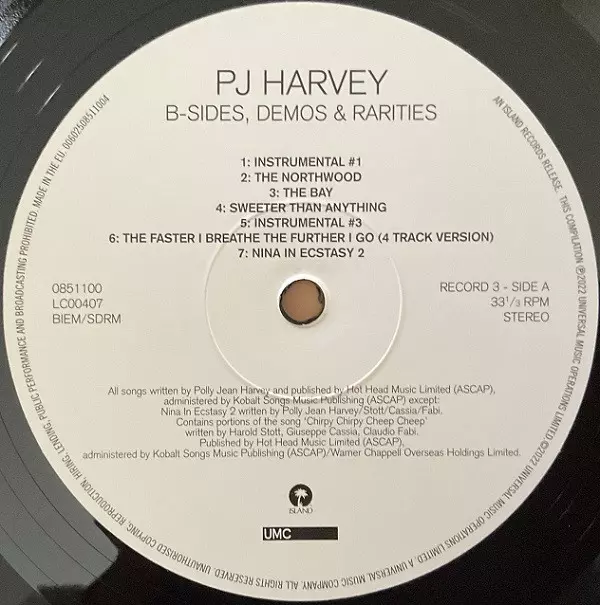 PJ HARVEY
B-SIDES, DEMOS & RARITIES
1: INSTRUMENTAL #1
2: THE NORTHWOOD
3: THE BAY
4: SWEETER THAN ANYTHING
5: INSTRUMENTAL #3
6: THE FASTER I BREATHE THE FURTHER I GO (4 TRACK VERSION)
7: NINA IN ECSTASY 2
0851100
LC00407
BIEM/SDRM
RECORD 3 - SIDE A
33¹/₃ RPM
STEREO
All songs written by Polly Jean Harvey and published by Hot Head Music Limited (ASCAP),
administered by Kobalt Songs Music Publishing (ASCAP) except:
Nina In Ecstasy 2 written by Polly Jean Harvey/Stott/Cassia/Fabi.
Contains portions of the song 'Chirpy Chirpy Cheep Cheep'
written by Harold Stott, Giuseppe Cassia, Claudio Fabi.
Published by Hot Head Music Limited (ASCAP),
administered by Kobalt Songs Music Publishing (ASCAP)/Warner Chappell Overseas Holdings Limited.
ISLAND
UMC
AN ISLAND RECORDS RELEASE. THIS COMPILATION ℗2022 UNIVERSAL MUSIC OPERATIONS LIMITED ©2022 UNIVERSAL MUSIC OPERATIONS LIMITED. A UNIVERSAL MUSIC COMPANY. ALL RIGHTS RESERVED. UNAUTHORISED COPYING, REPRODUCTION, HIRING, LENDING, PUBLIC PERFORMANCE AND BROADCASTING PROHIBITED. MADE IN THE EU. 00602508511004